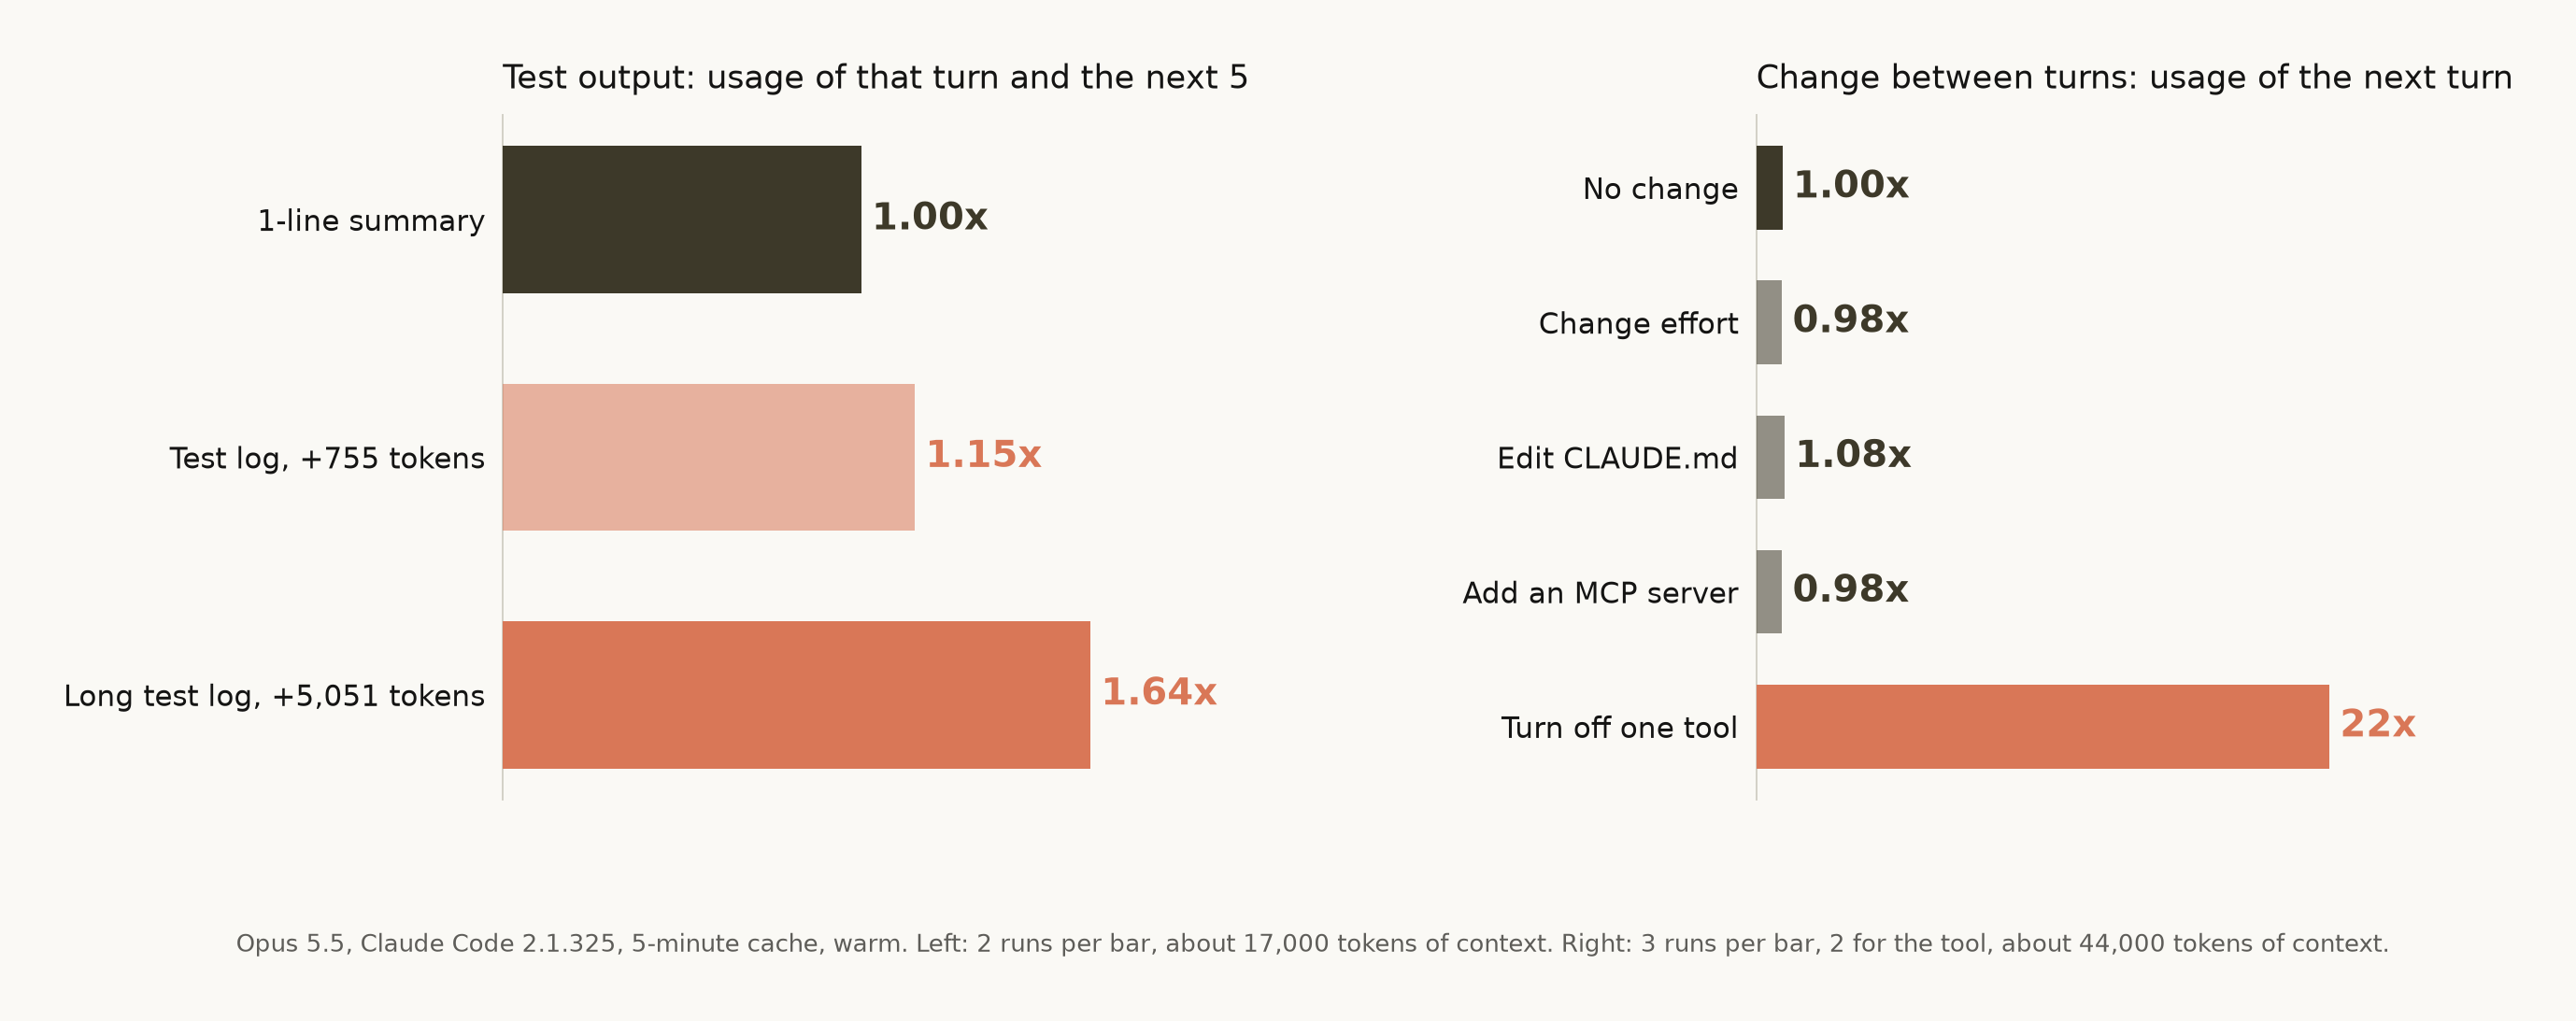 Test output: usage of that turn and the next 5
1-line summary
1.00x
Test log, +755 tokens
1.15x
Long test log, +5,051 tokens
1.64x
Change between turns: usage of the next turn
No change
1.00x
Change effort
0.98x
Edit CLAUDE.md
1.08x
Add an MCP server
0.98x
Turn off one tool
22x
Opus 5.5, Claude Code 2.1.325, 5-minute cache, warm. Left: 2 runs per bar, about 17,000 tokens of context. Right: 3 runs per bar, 2 for the tool, about 44,000 tokens of context.